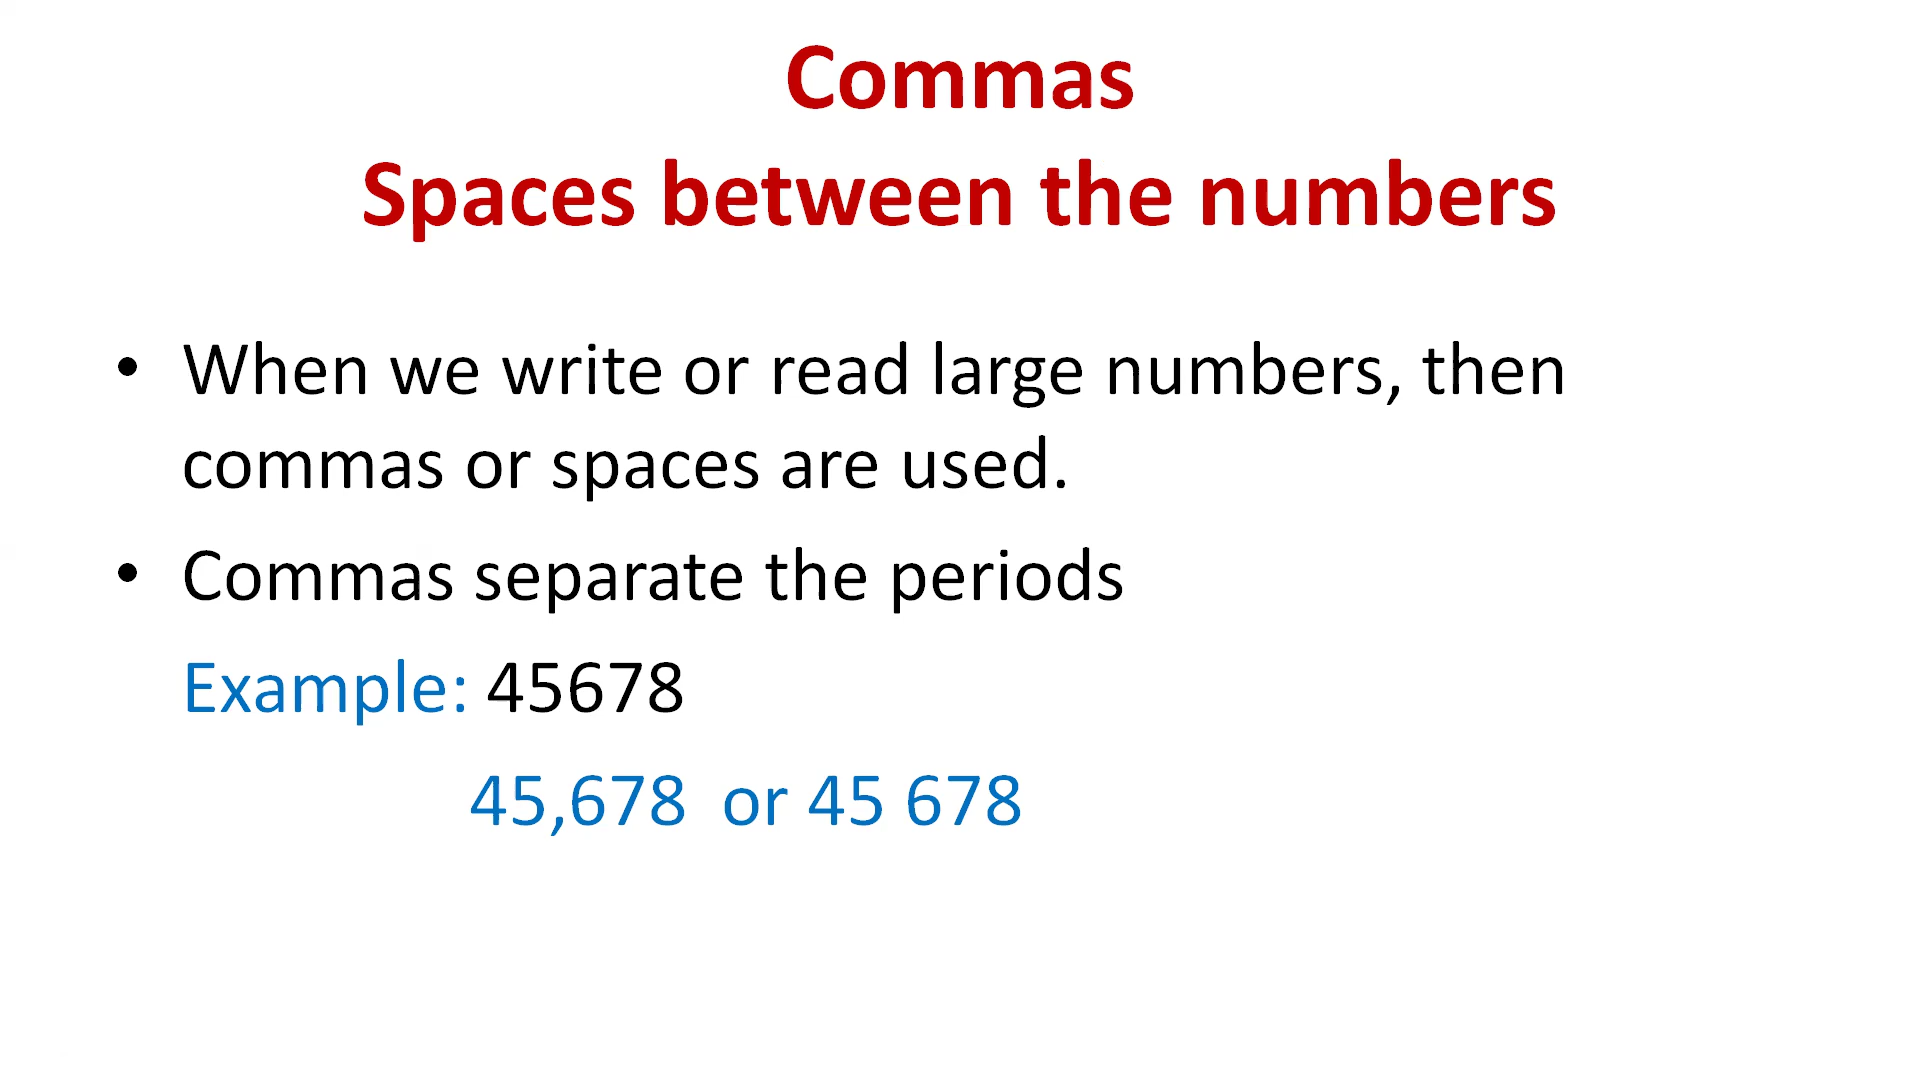 Commas
Spaces between the numbers
• When we write or read large numbers, then
commas or spaces are used.
• Commas separate the periods
Example: 45678
45,678 or 45 678